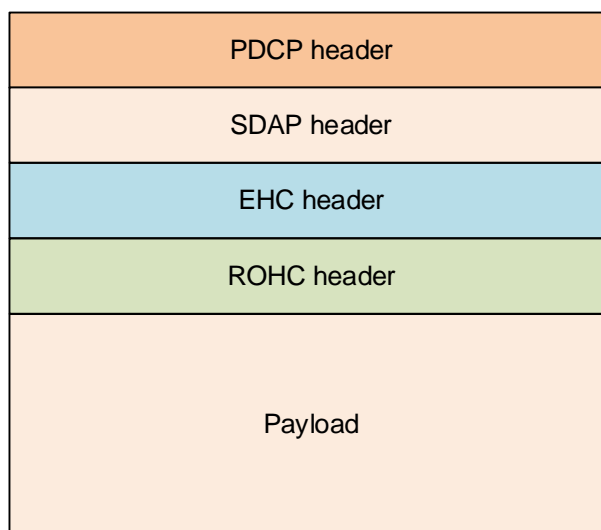 PDCP header
SDAP header
EHC header
ROHC header
Payload